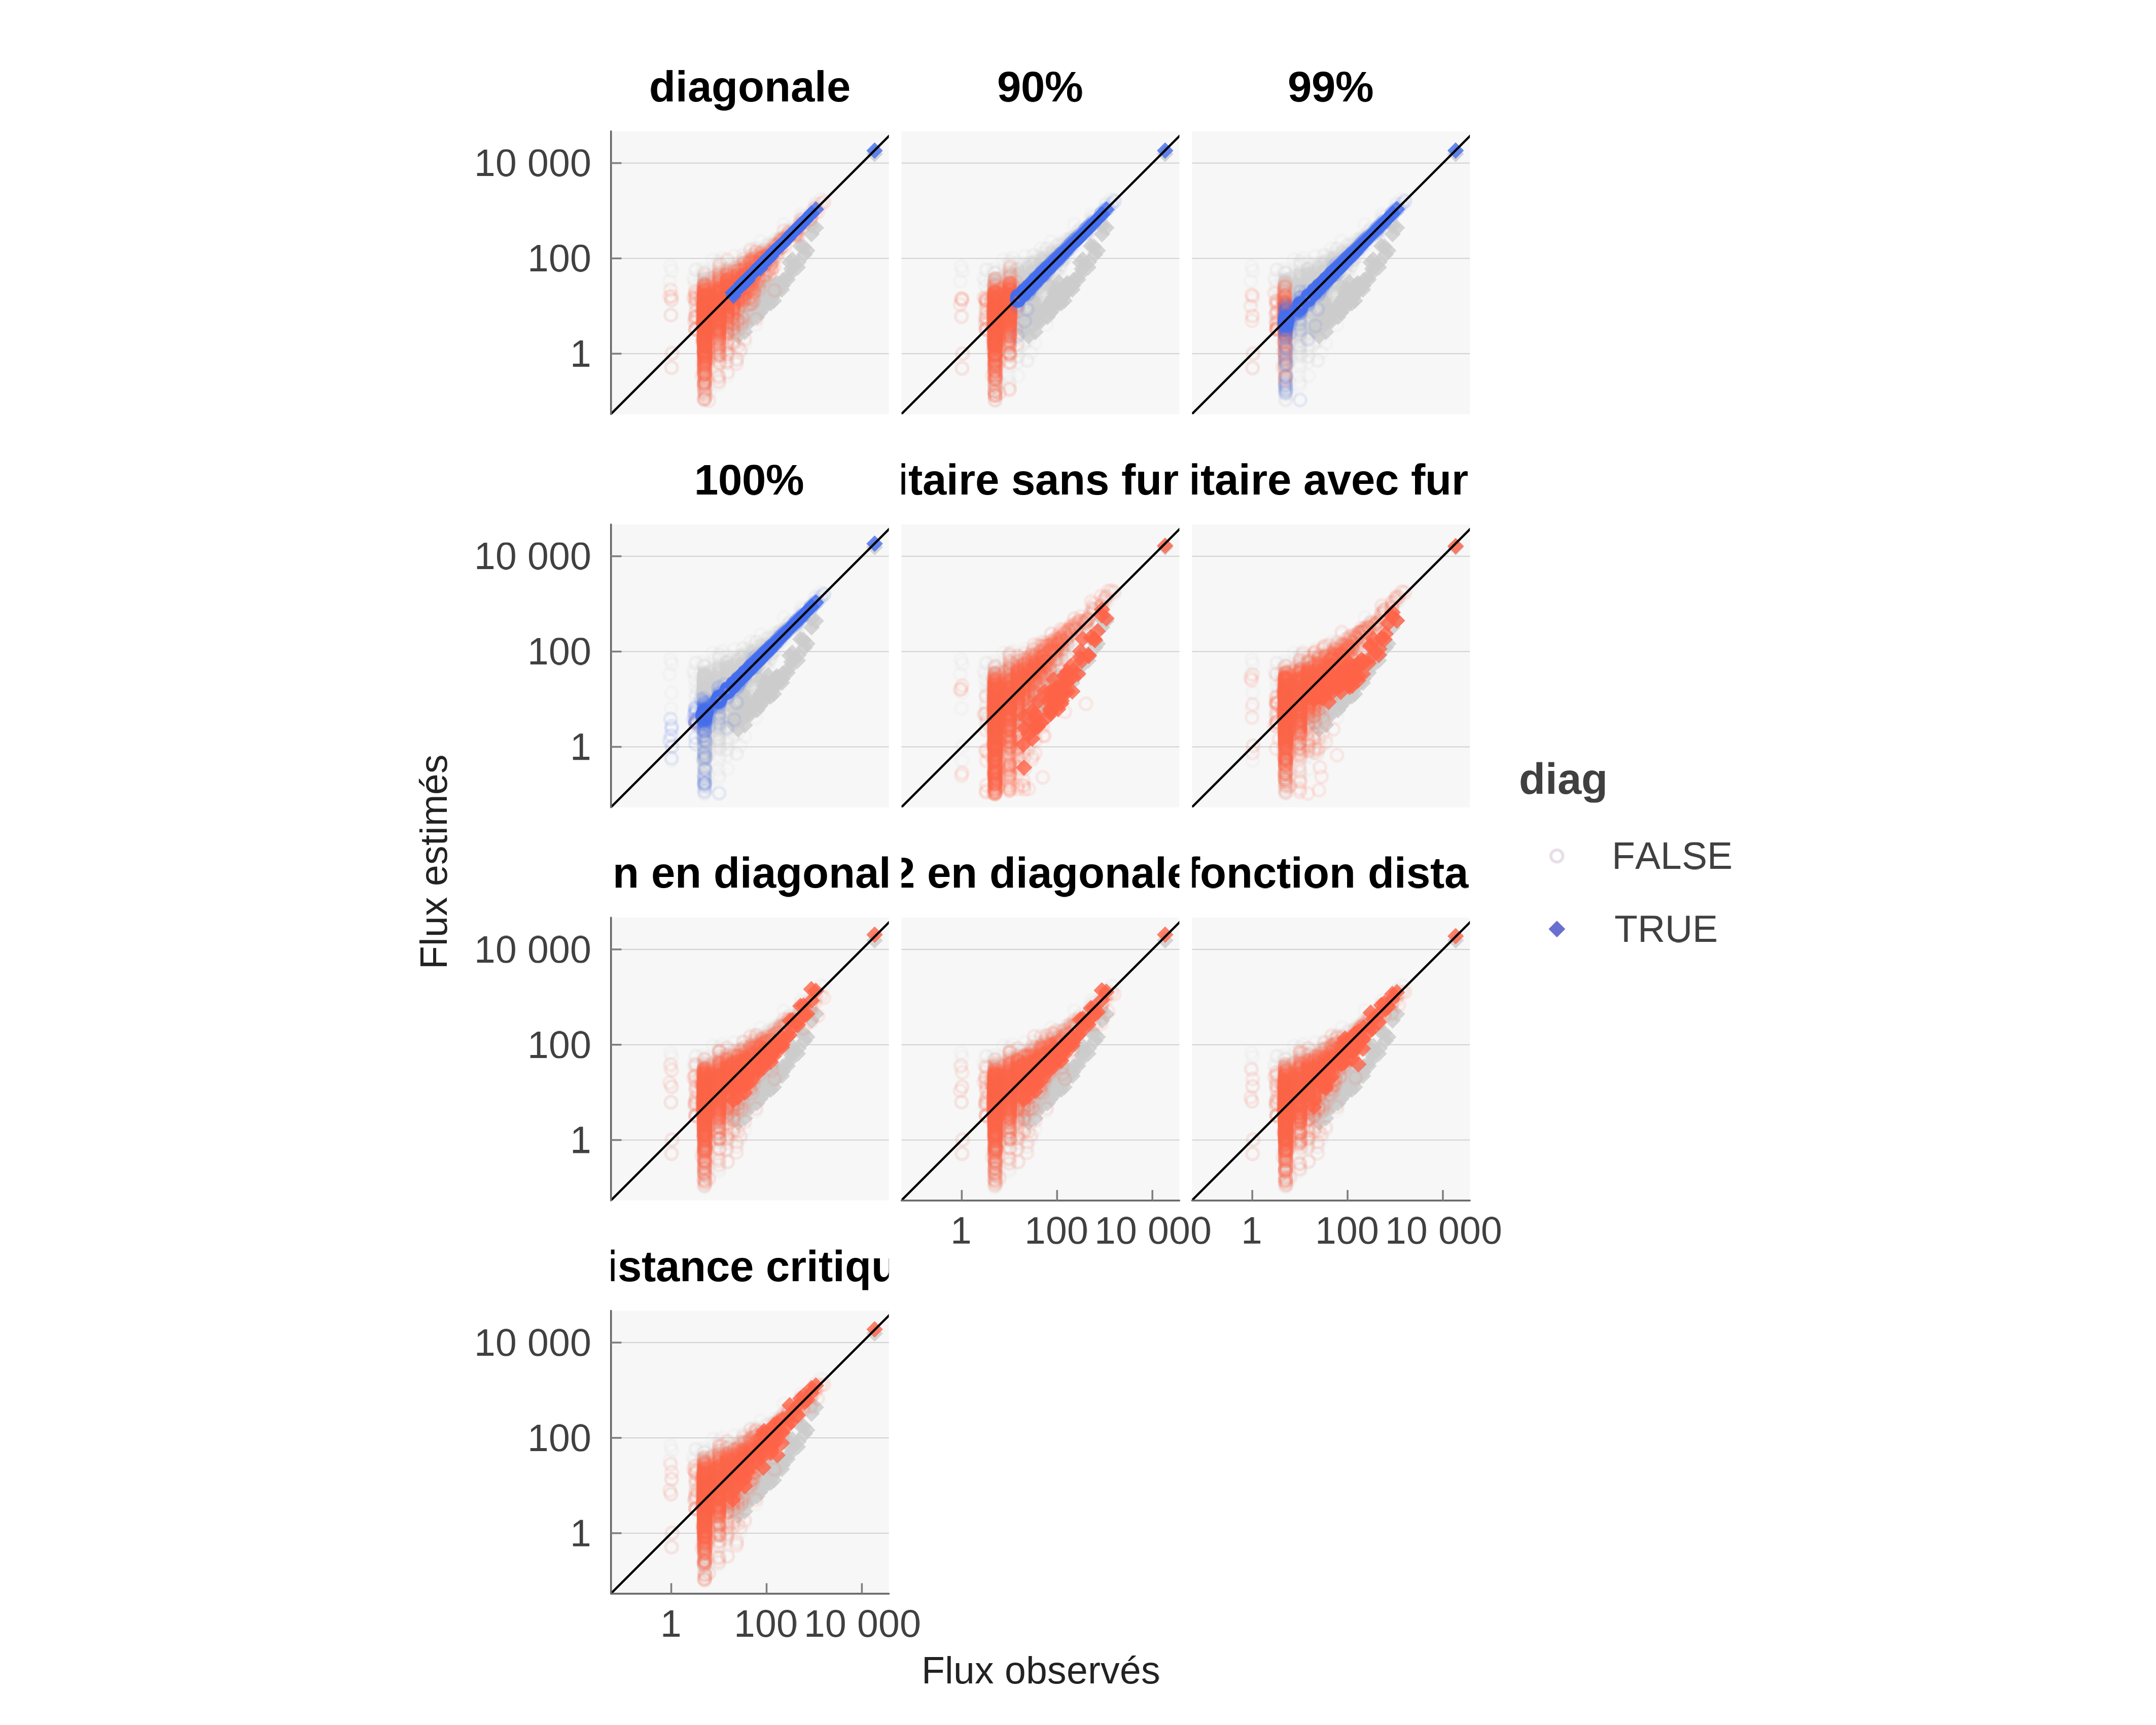 diagonale 90% 99%
10 000
100
1
100% itaire sans fur itaire avec fur
10 000
100
1
n en diagonal 2 en diagonale fonction dista
10 000
100
1
1 100 10 000 1 100 10 000
istance critiqu
10 000
100
1
1 100 10 000
Flux observés
Flux estimés
diag
FALSE
TRUE